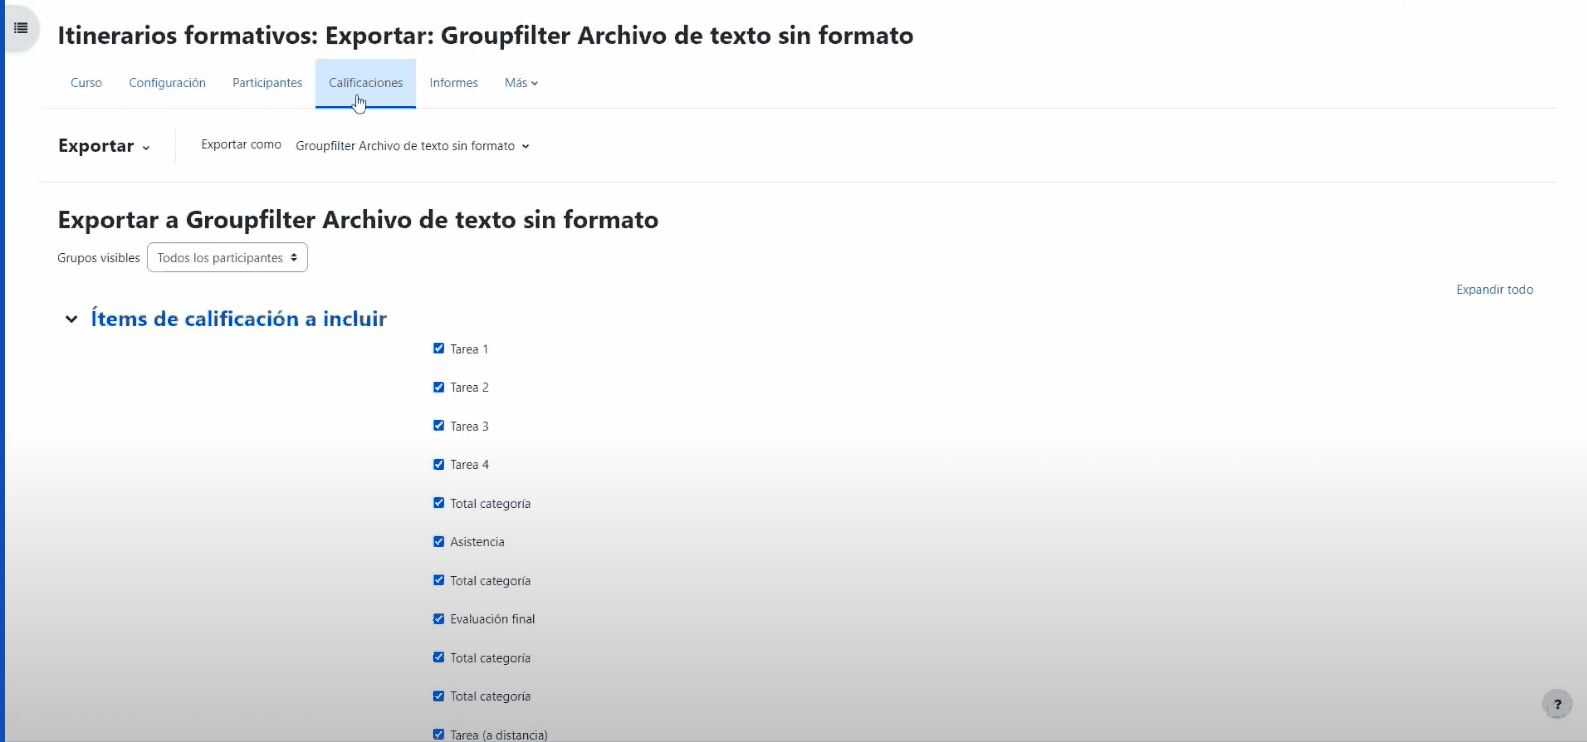 Itinerarios formativos: Exportar: Groupfilter Archivo de texto sin formato
Curso Configuración Participantes Calificaciones Informes Más
Exportar Exportar como Groupfilter Archivo de texto sin formato
Exportar a Groupfilter Archivo de texto sin formato
Grupos visibles Todos los participantes
Expandir todo
Ítems de calificación a incluir
Tarea 1
Tarea 2
Tarea 3
Tarea 4
Total categoría
Asistencia
Total categoría
Evaluación final
Total categoría
Total categoría
?
Tarea (a distancia)